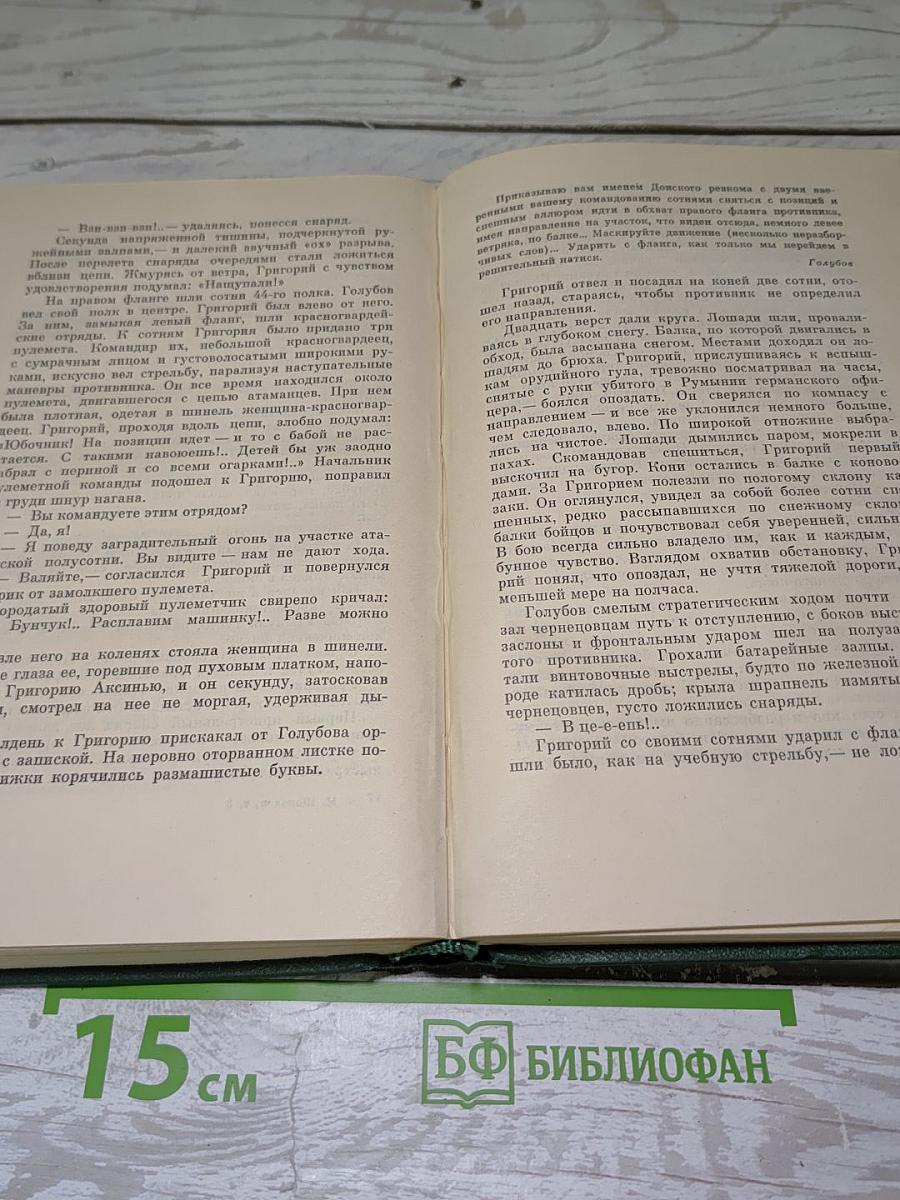 — Ван-ван-ван!.. — удаляясь, понесся снаряд.
Секунда напряженной тишины, подчеркнутой ру-
жейными залпами,— и далекий звучный «ох» разрыва.
После перелета снаряды очередями стали ложиться
вблизи цепи. Жмурясь от ветра, Григорий с чувством
удовлетворения подумал: «Нащупали!»
На правом фланге шли сотни 44-го полка. Голубов
вел свой полк в центре. Григорий был влево от него.
За ним, замыкая левый фланг, шли красногвардей-
ские отряды. К сотням Григория было придано три
пулемета. Командир их, небольшой красногвардеец,
с сумрачным лицом и густоволосатыми широкими ру-
ками, искусно вел стрельбу, парализуя наступательные
маневры противника. Он все время находился около
пулемета, двигавшегося с цепью атаманцев. При нем
была плотная, одетая в шинель женщина-красногвар-
деец. Григорий, проходя вдоль цепи, злобно подумал:
«Юбочник! На позиции идет — и то с бабой не рас-
тается. С такими навоюешь!.. Детей бы уж заодно
абрал с периной и со всеми огарками!..» Начальник
улеметной команды подошел к Григорию, поправил
груди шнур нагана.
— Вы командуете этим отрядом?
— Да, я!
— Я поведу заградительный огонь на участке ата-
ской полусотни. Вы видите — нам не дают хода.
— Валяйте,— согласился Григорий и повернулся
рик от замолкшего пулемета.
ородатый здоровый пулеметчик свирепо кричал:
Бунчук!.. Расплавим машинку!.. Разве можно
зле него на коленях стояла женщина в шинели.
е глаза ее, горевшие под пуховым платком, напо-
Григорию Аксинью, и он секунду, затосковав
, смотрел на нее не моргая, удерживая ды-
лдень к Григорию прискакал от Голубова ор-
с запиской. На неровно оторванном листке по-
ижки корячились размашистые буквы.
Приказываю вам именем Донского ревкома с двумя вве-
ренными вашему командованию сотнями сняться с позиций и
спешным аллюром идти в обхват правого фланга противника,
имея направление на участок, что виден отсюда, немного левее
ветряка, по балке... Маскируйте движение (несколько неразбор-
чивых слов)... Ударить с фланга, как только мы перейдем в
решительный натиск.
Голубов
Григорий отвел и посадил на коней две сотни, ото-
шел назад, стараясь, чтобы противник не определил
его направления.
Двадцать верст дали круга. Лошади шли, провали-
ваясь в глубоком снегу. Балка, по которой двигались в
обход, была засыпана снегом. Местами доходил он ло-
шадям до брюха. Григорий, прислушиваясь к вспыш-
кам орудийного гула, тревожно посматривал на часы,
снятые с руки убитого в Румынии германского офи-
цера,— боялся опоздать. Он сверялся по компасу с
направлением — и все же уклонился немного больше,
чем следовало, влево. По широкой отножине выбра-
лись на чистое. Лошади дымились паром, мокрели в
пахах. Скомандовав спешиться, Григорий первый
выскочил на бугор. Кони остались в балке с коново-
дами. За Григорием полезли по пологому склону ка
заки. Он оглянулся, увидел за собой более сотни спе
шенных, редко рассыпавшихся по снежному скло
балки бойцов и почувствовал себя уверенней, сильн
В бою всегда сильно владело им, как и каждым,
бунное чувство. Взглядом охватив обстановку, Гри
рий понял, что опоздал, не учтя тяжелой дороги,
меньшей мере на полчаса.
Голубов смелым стратегическим ходом почти
зал чернецовцам путь к отступлению, с боков выст
заслоны и фронтальным ударом шел на полуза
того противника. Грохали батарейные залпы.
тали винтовочные выстрелы, будто по железной
роде катилась дробь; крыла шрапнель измяты
чернецовцев, густо ложились снаряды.
— В це-е-епь!..
Григорий со своими сотнями ударил с фла
шли было, как на учебную стрельбу,— не ло
15 см
БФ БИБЛИОФАН